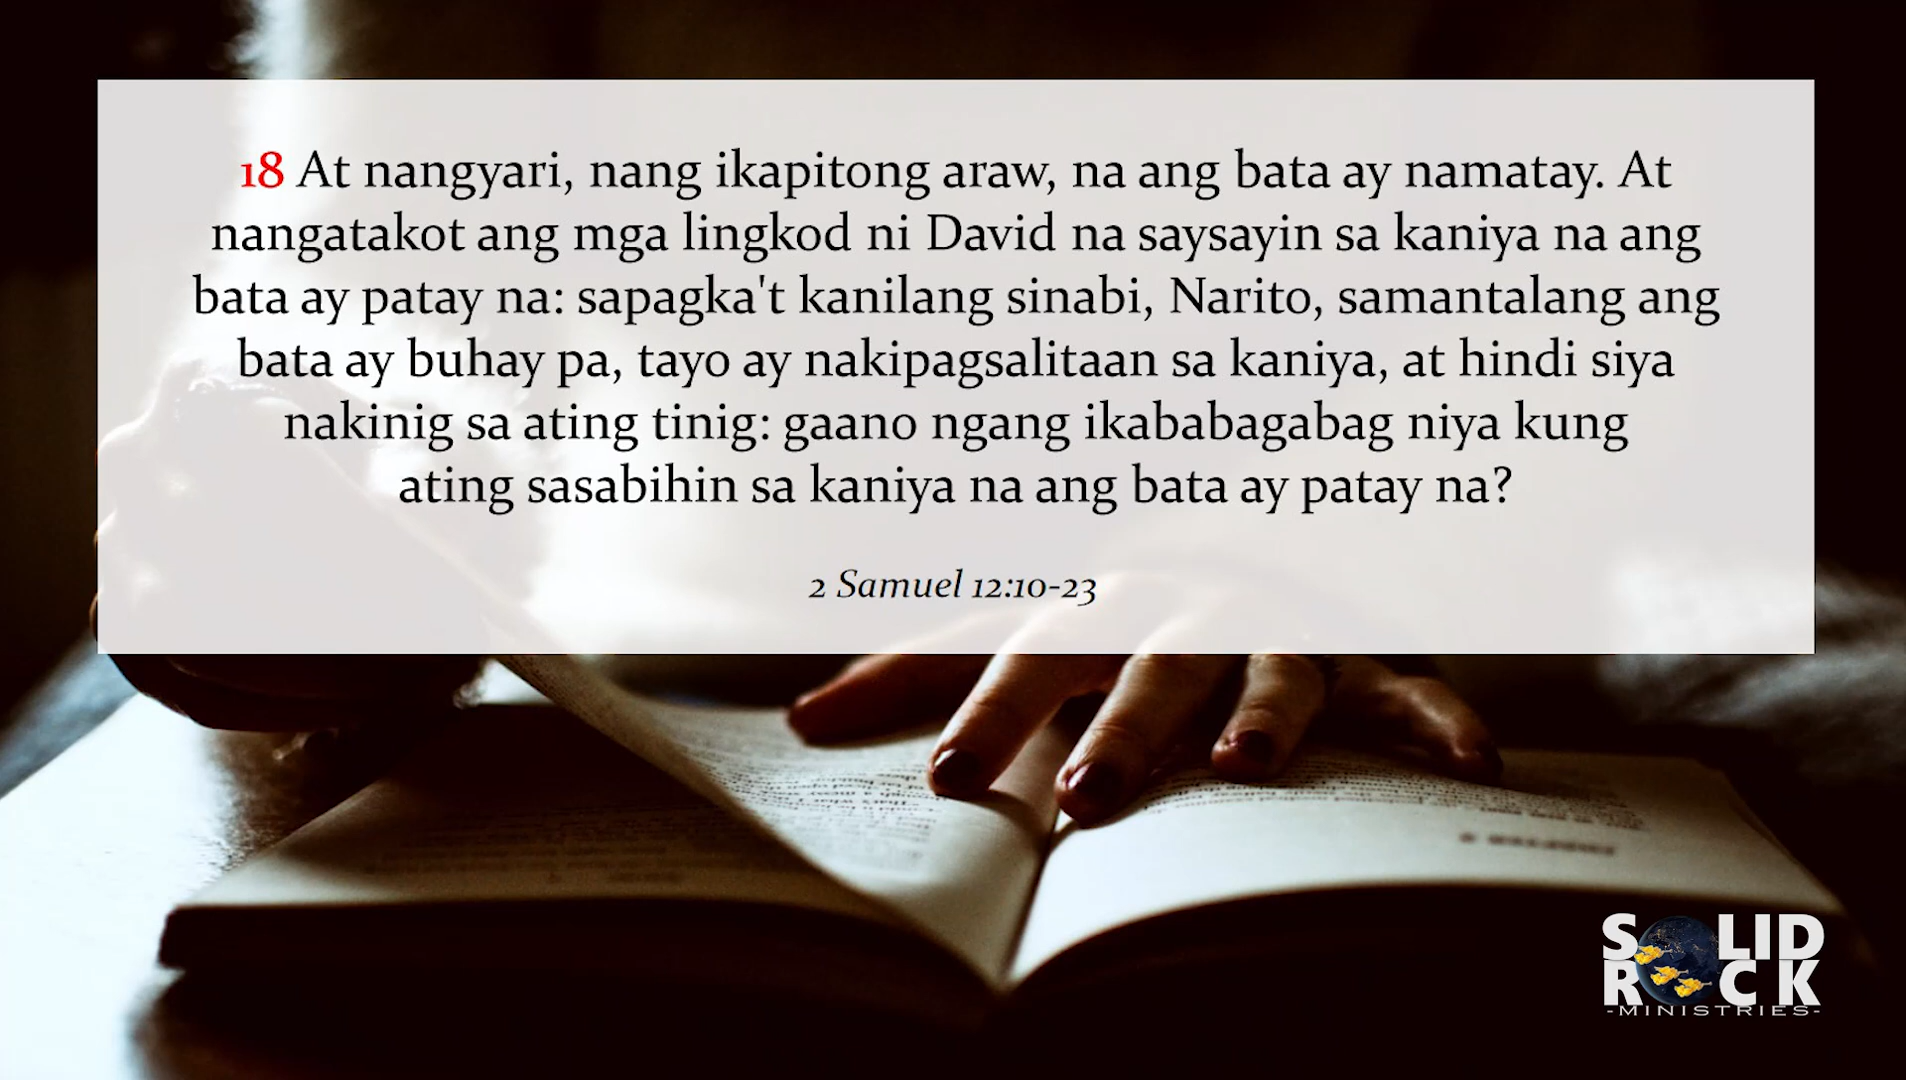 18 At nangyari, nang ikapitong araw, na ang bata ay namatay. At
nangatakot ang mga lingkod ni David na saysayin sa kaniya na ang
bata ay patay na: sapagka't kanilang sinabi, Narito, samantalang ang
bata ay buhay pa, tayo ay nakipagsalitaan sa kaniya, at hindi siya
nakinig sa ating tinig: gaano ngang ikababagabag niya kung
ating sasabihin sa kaniya na ang bata ay patay na?
2 Samuel 12:10-23
SOLID
ROCK
-MINISTRIES-